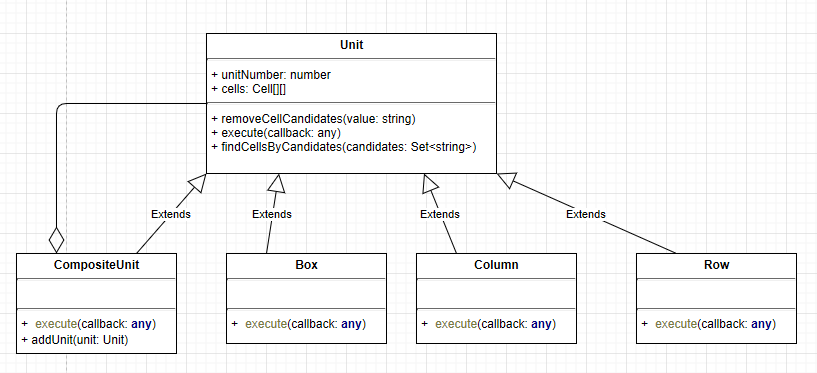 Unit
+ unitNumber: number
+ cells: Cell[][]
+ removeCellCandidates(value: string)
+ execute(callback: any)
+ findCellsByCandidates(candidates: Set<string>)
Extends
Extends
Extends
Extends
CompositeUnit
+ execute(callback: any)
+ addUnit(unit: Unit)
Box
+ execute(callback: any)
Column
+ execute(callback: any)
Row
+ execute(callback: any)